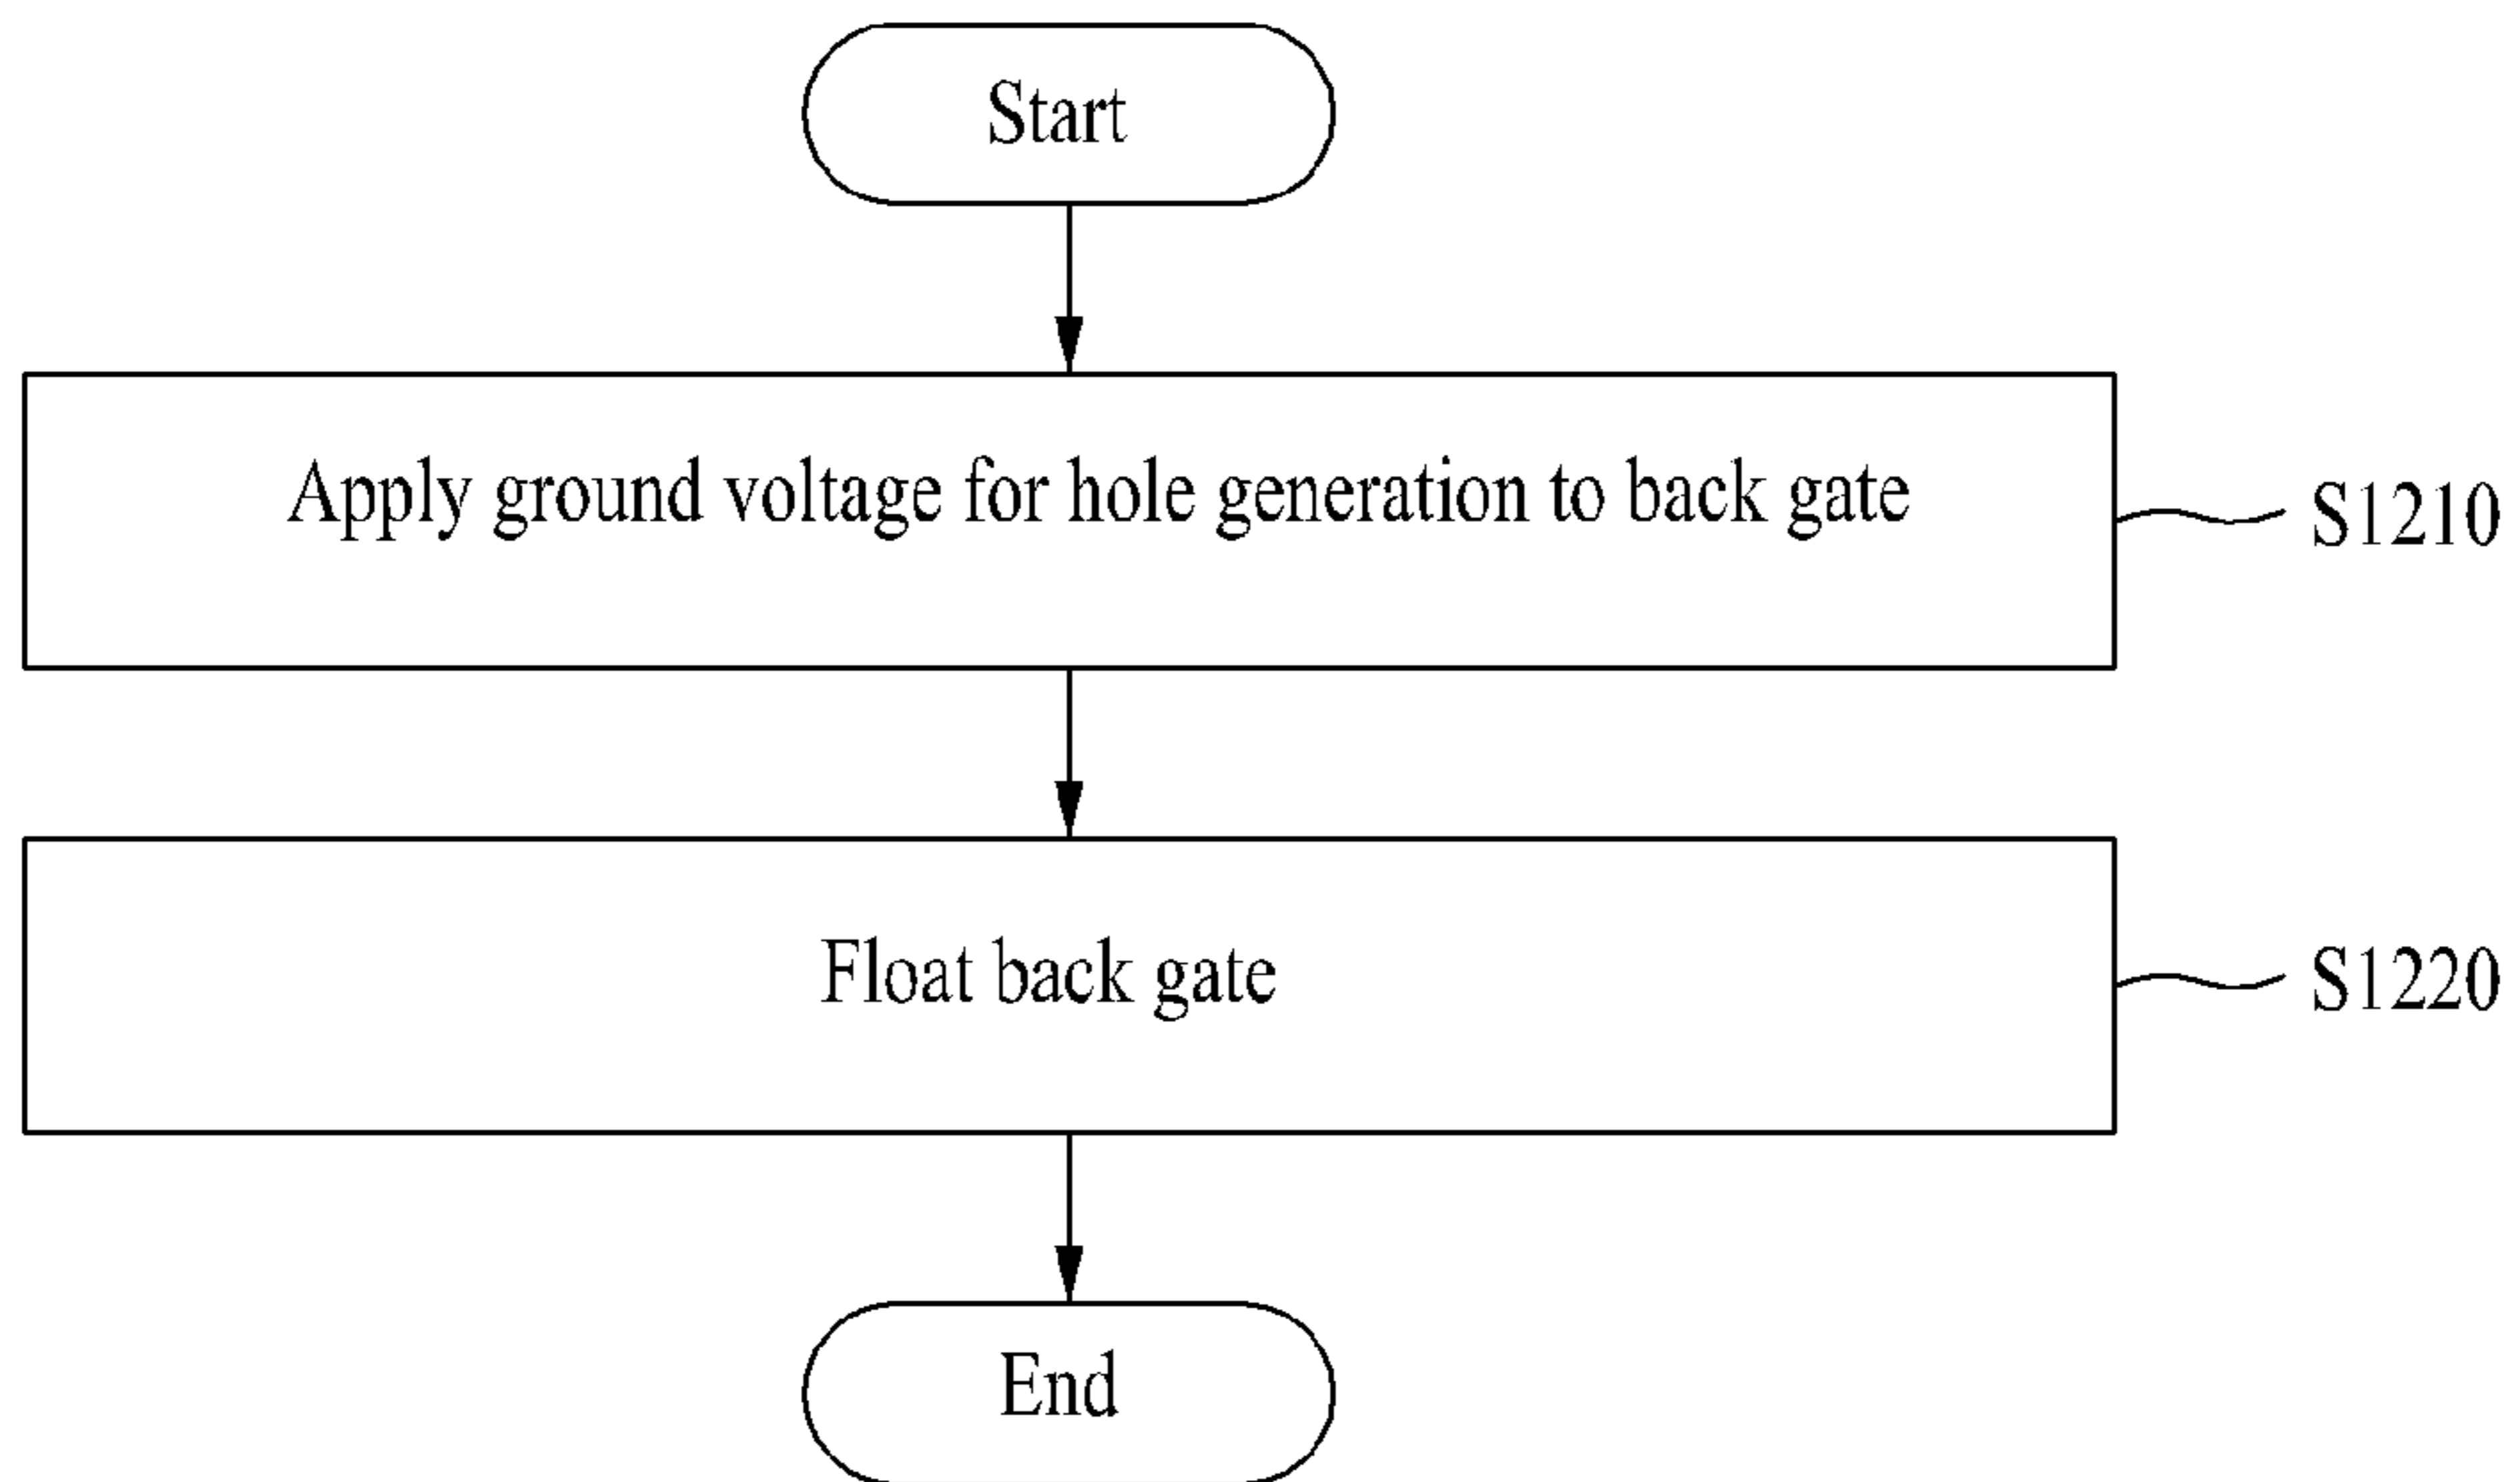 Start
Apply ground voltage for hole generation to back gate
S1210
Float back gate
S1220
End